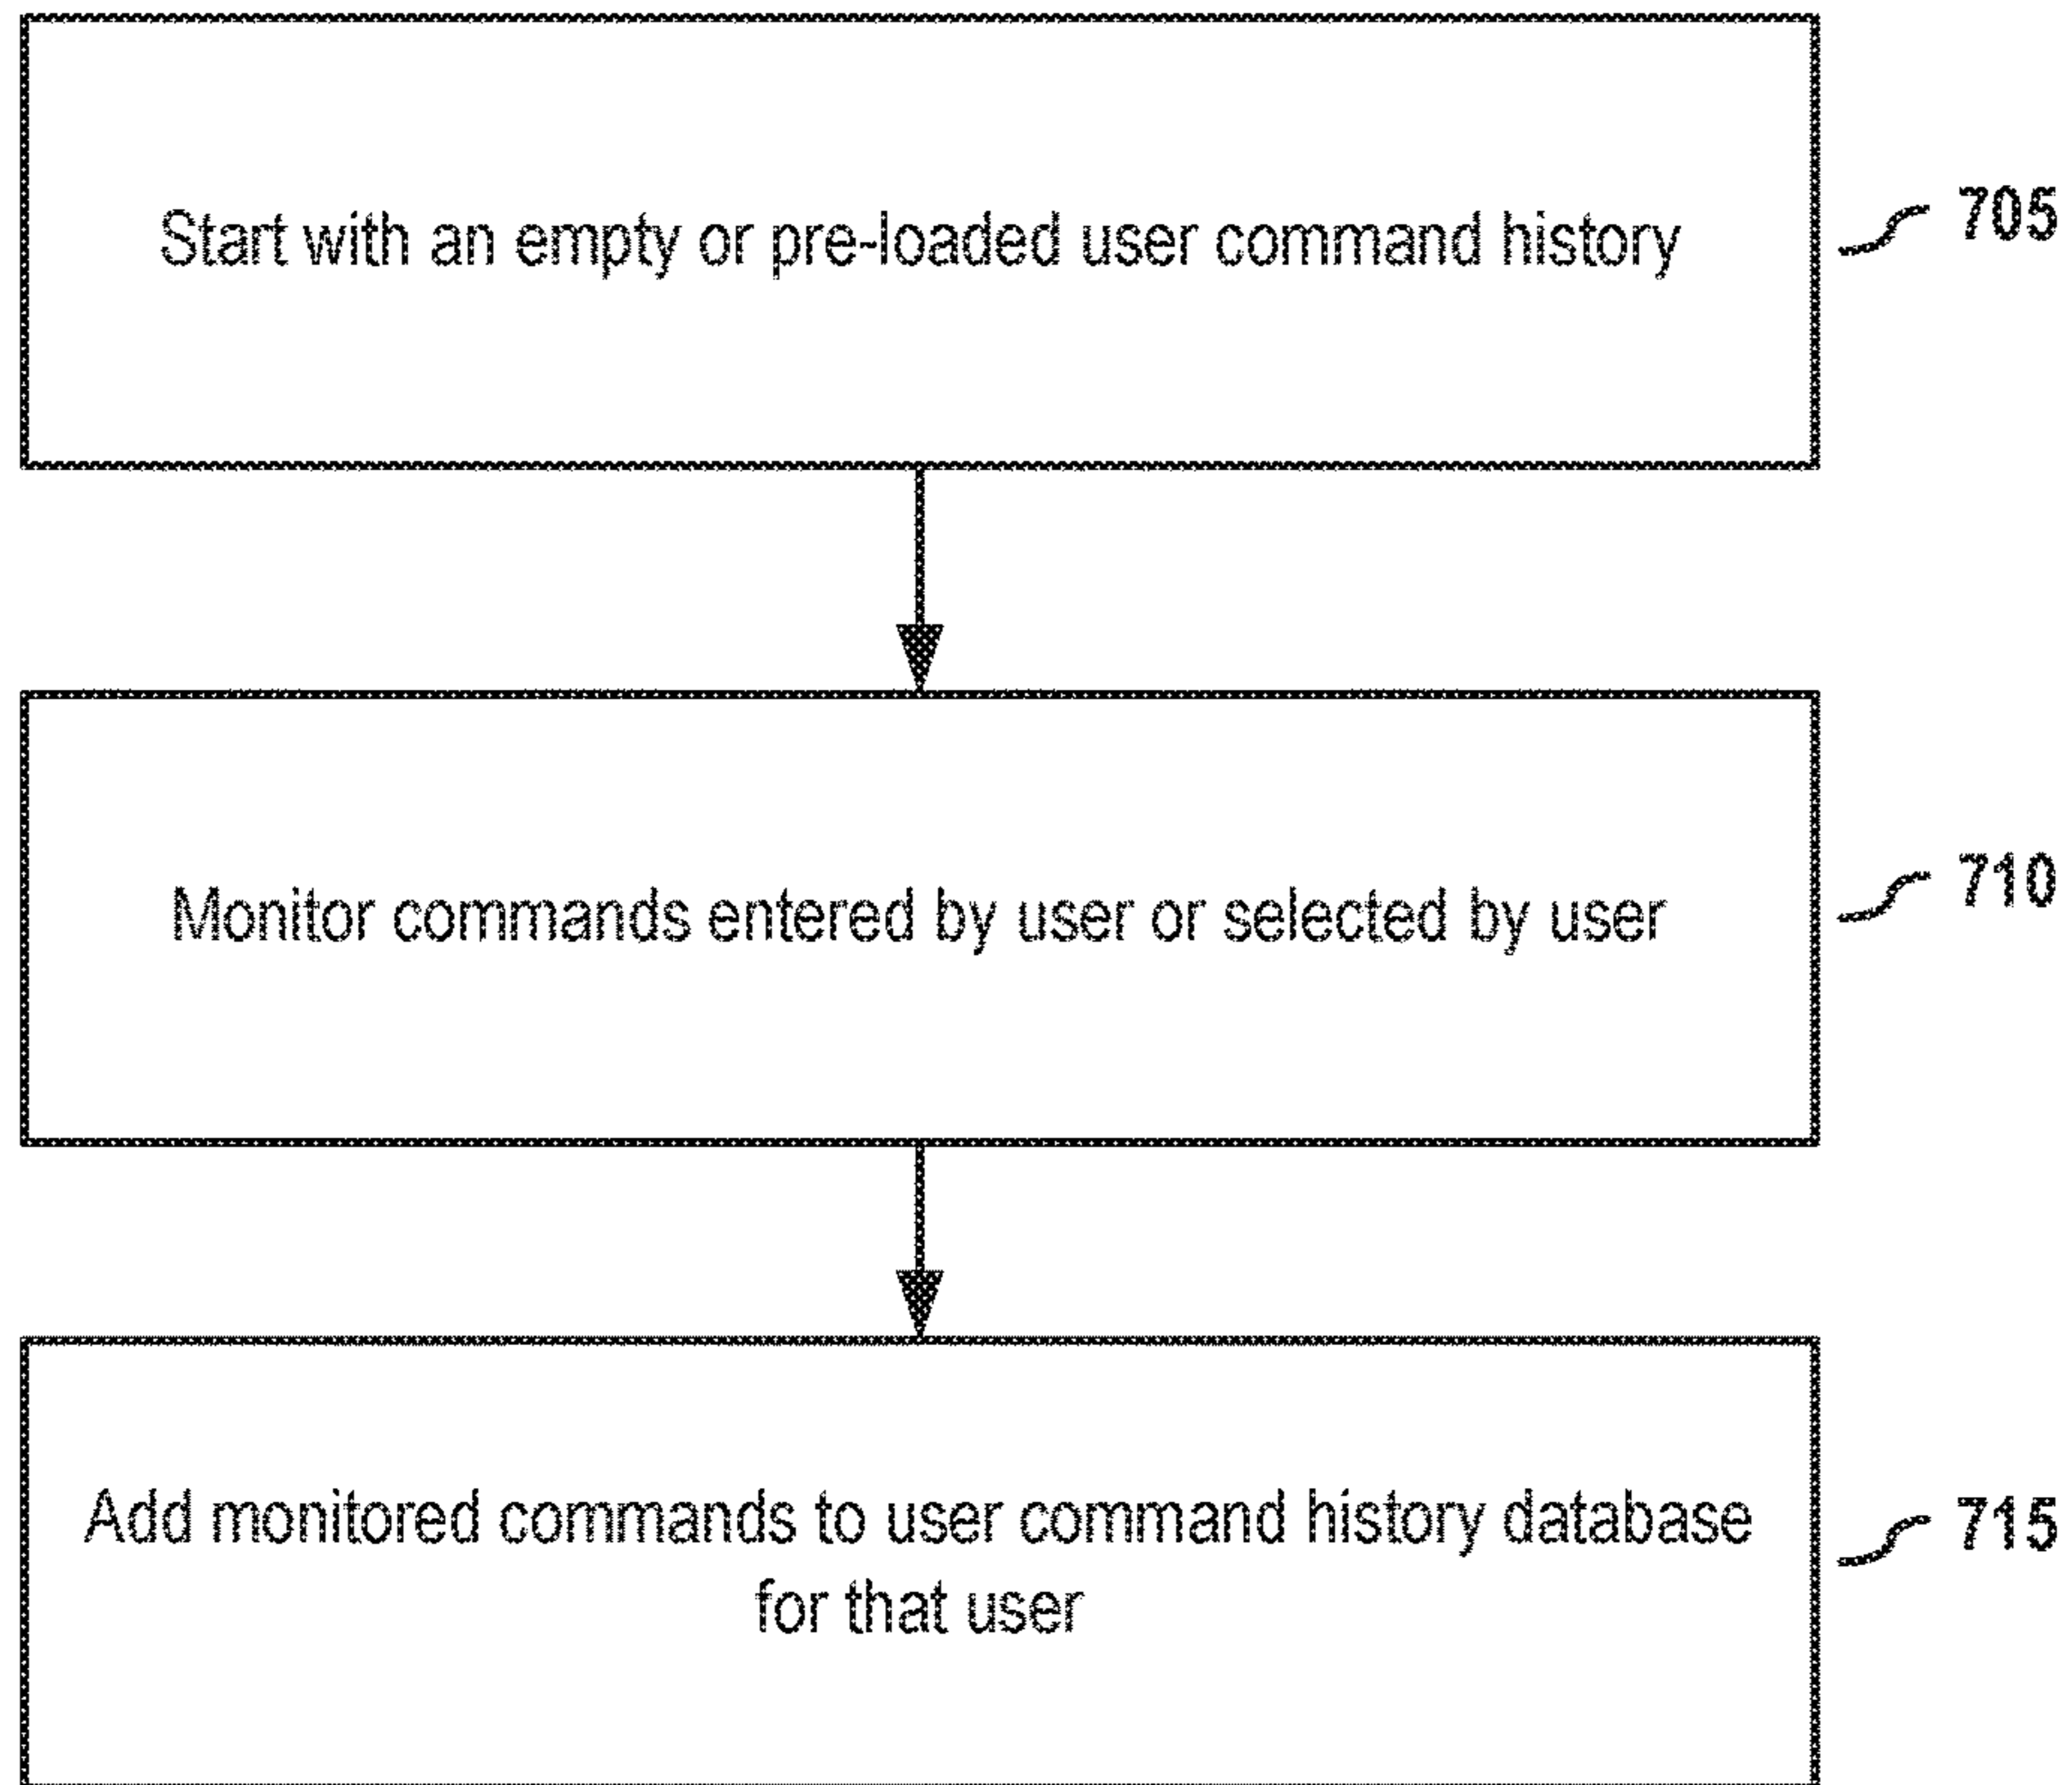 Start with an empty or pre-loaded user command history
705
Monitor commands entered by user or selected by user
710
Add monitored commands to user command history database
for that user
715